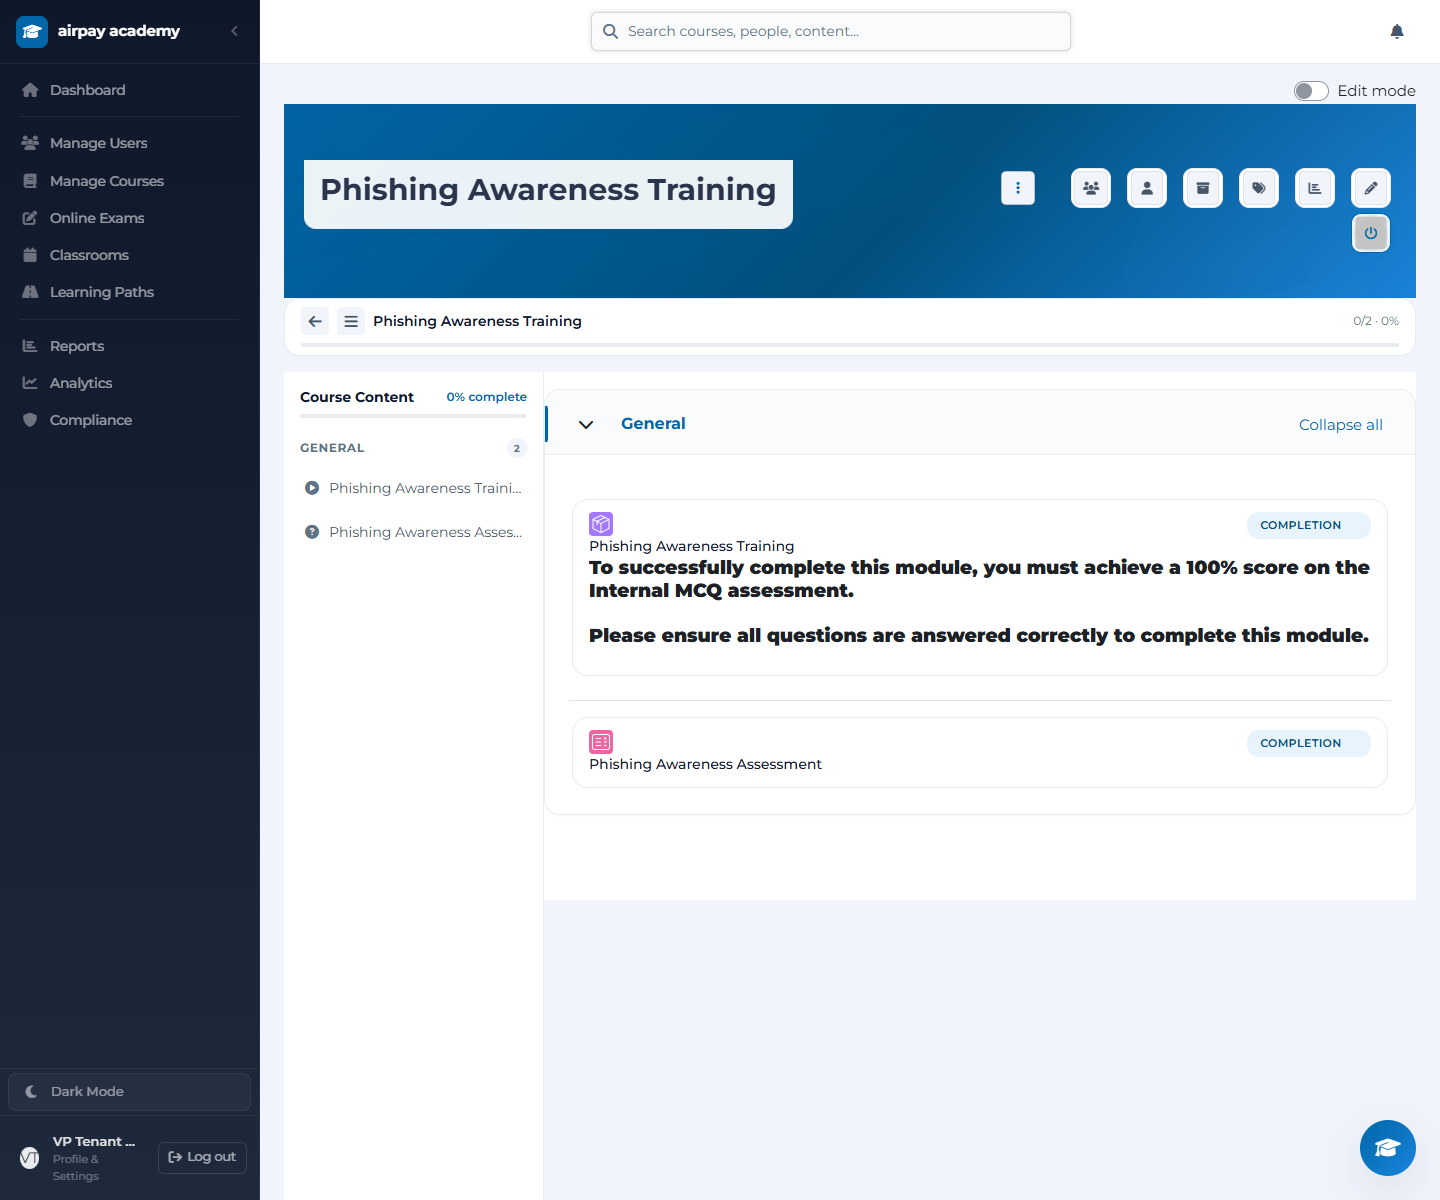 airpay academy
Search courses, people, content...
Dashboard
Manage Users
Manage Courses
Online Exams
Classrooms
Learning Paths
Reports
Analytics
Compliance
Dark Mode
VP Tenant ...
VT
Profile &
Settings
Log out
Edit mode
Phishing Awareness Training
Phishing Awareness Training
0/2 · 0%
Course Content
0% complete
GENERAL
2
Phishing Awareness Traini...
Phishing Awareness Asses...
General
Collapse all
Phishing Awareness Training
COMPLETION
To successfully complete this module, you must achieve a 100% score on the
Internal MCQ assessment.
Please ensure all questions are answered correctly to complete this module.
Phishing Awareness Assessment
COMPLETION